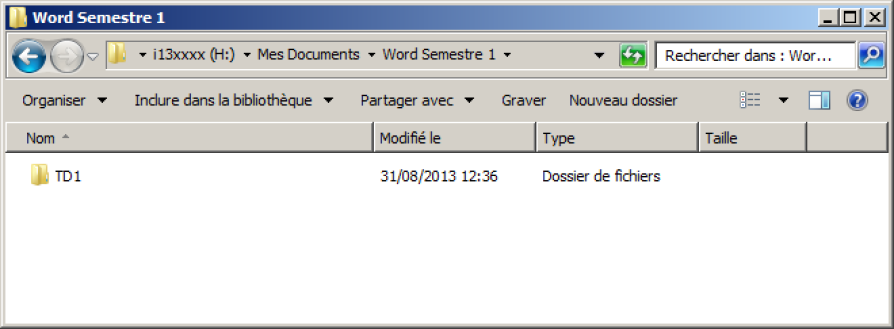 Word Semestre 1
i13xxxx (H:) Mes Documents Word Semestre 1 Rechercher dans : Wor...
Organiser Inclure dans la bibliothèque Partager avec Graver Nouveau dossier
Nom Modifié le Type Taille
TD1 31/08/2013 12:36 Dossier de fichiers